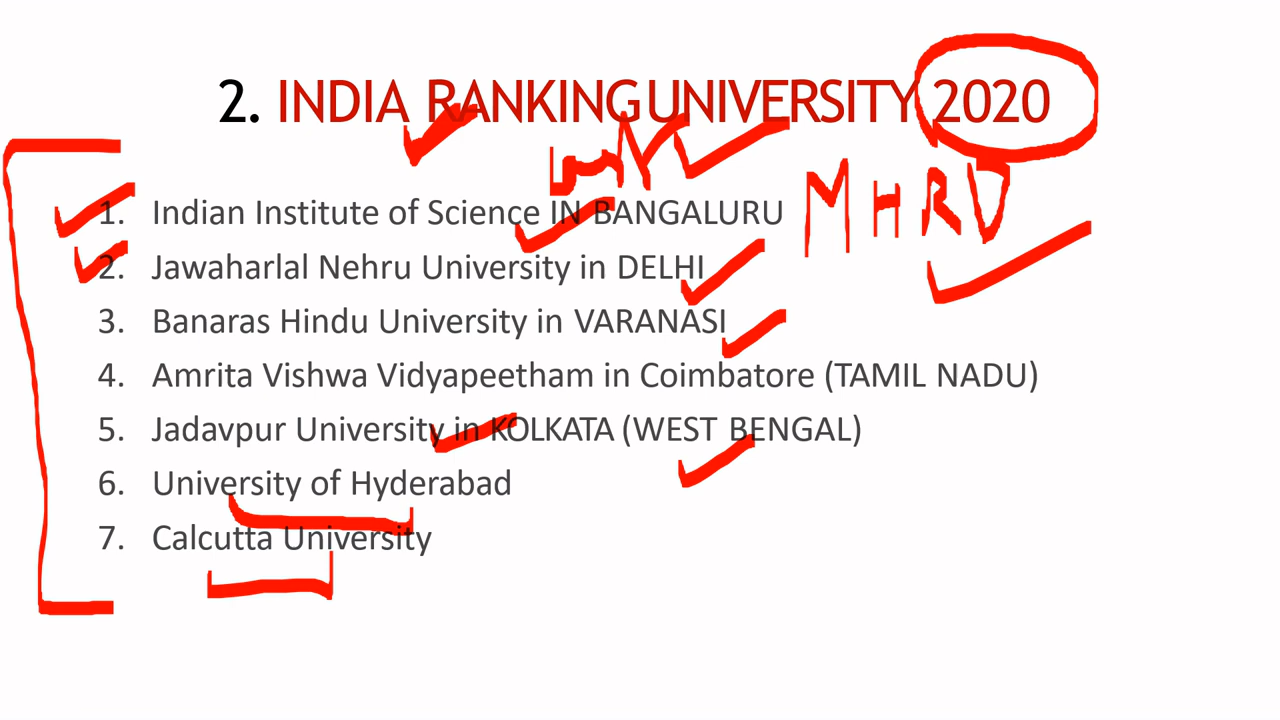 2. INDIA RANKING UNIVERSITY 2020
MHRD
1. Indian Institute of Science IN BANGALURU
2. Jawaharlal Nehru University in DELHI
3. Banaras Hindu University in VARANASI
4. Amrita Vishwa Vidyapeetham in Coimbatore (TAMIL NADU)
5. Jadavpur University in KOLKATA (WEST BENGAL)
6. University of Hyderabad
7. Calcutta University